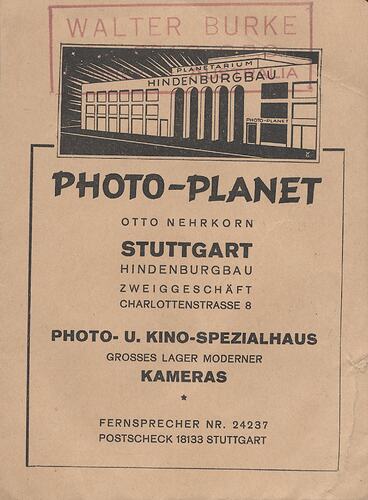 WALTER BURKE
PLANETARIUM
HINDENBURGBAU
PHOTO-PLANET
PHOTO-PLANET
OTTO NEHRKORN
STUTTGART
HINDENBURGBAU
ZWEIGGESCHÄFT
CHARLOTTENSTRASSE 8
PHOTO- U. KINO-SPEZIALHAUS
GROSSES LAGER MODERNER
KAMERAS
FERNSPRECHER NR. 24237
POSTSCHECK 18133 STUTTGART